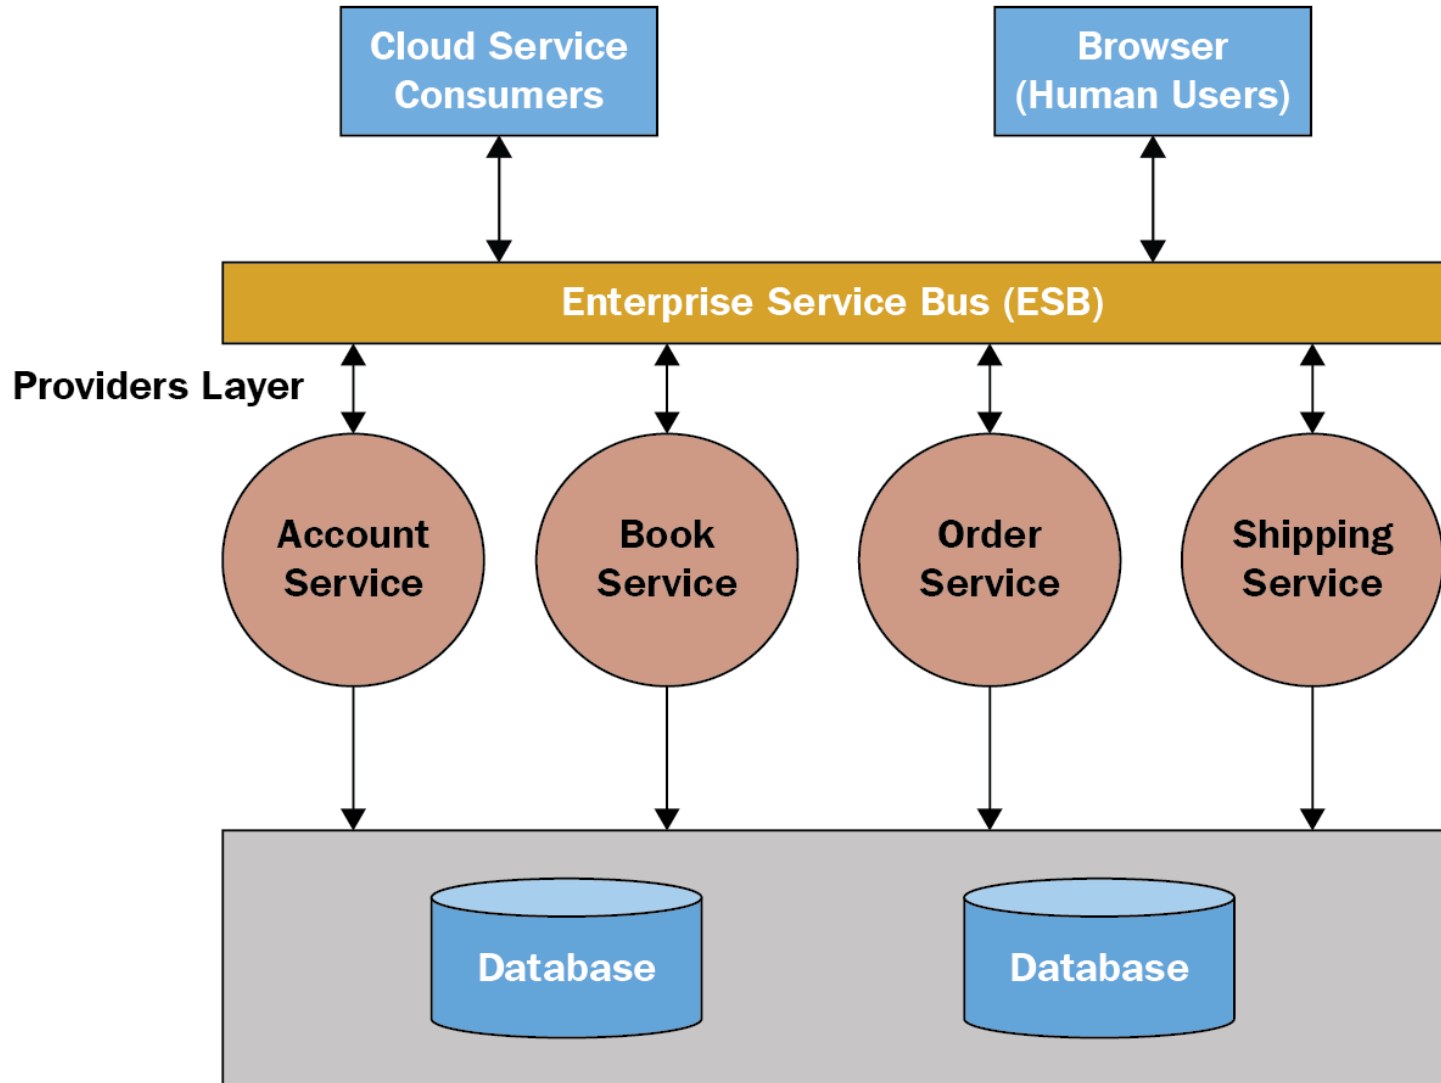 Cloud Service
Consumers
Browser
(Human Users)
Enterprise Service Bus (ESB)
Providers Layer
Account
Service
Book
Service
Order
Service
Shipping
Service
Database
Database